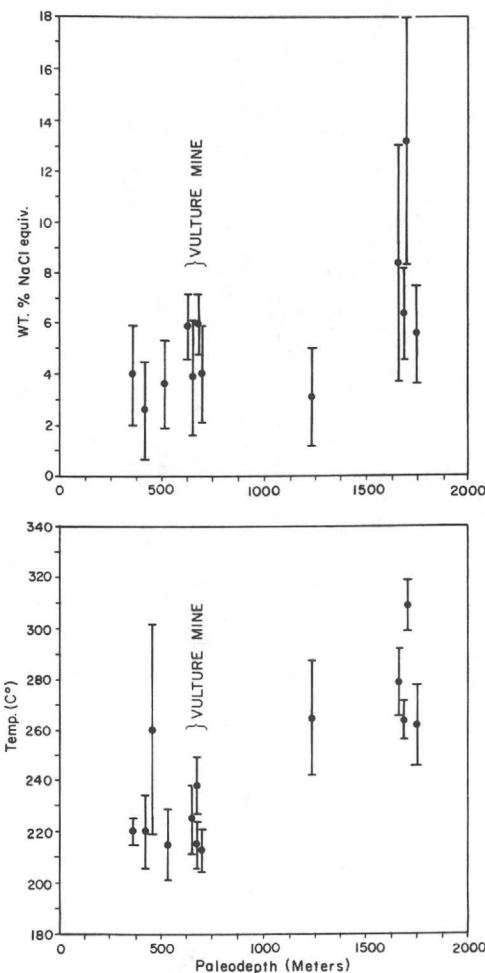 18
16
14
12
10
8
6
4
2
0
WT. % NaCl equiv.
} VULTURE MINE
0 500 1000 1500 2000
340
320
300
280
260
240
220
200
180
Temp. (C°)
} VULTURE MINE
0 500 1000 1500 2000
Paleodepth (Meters)